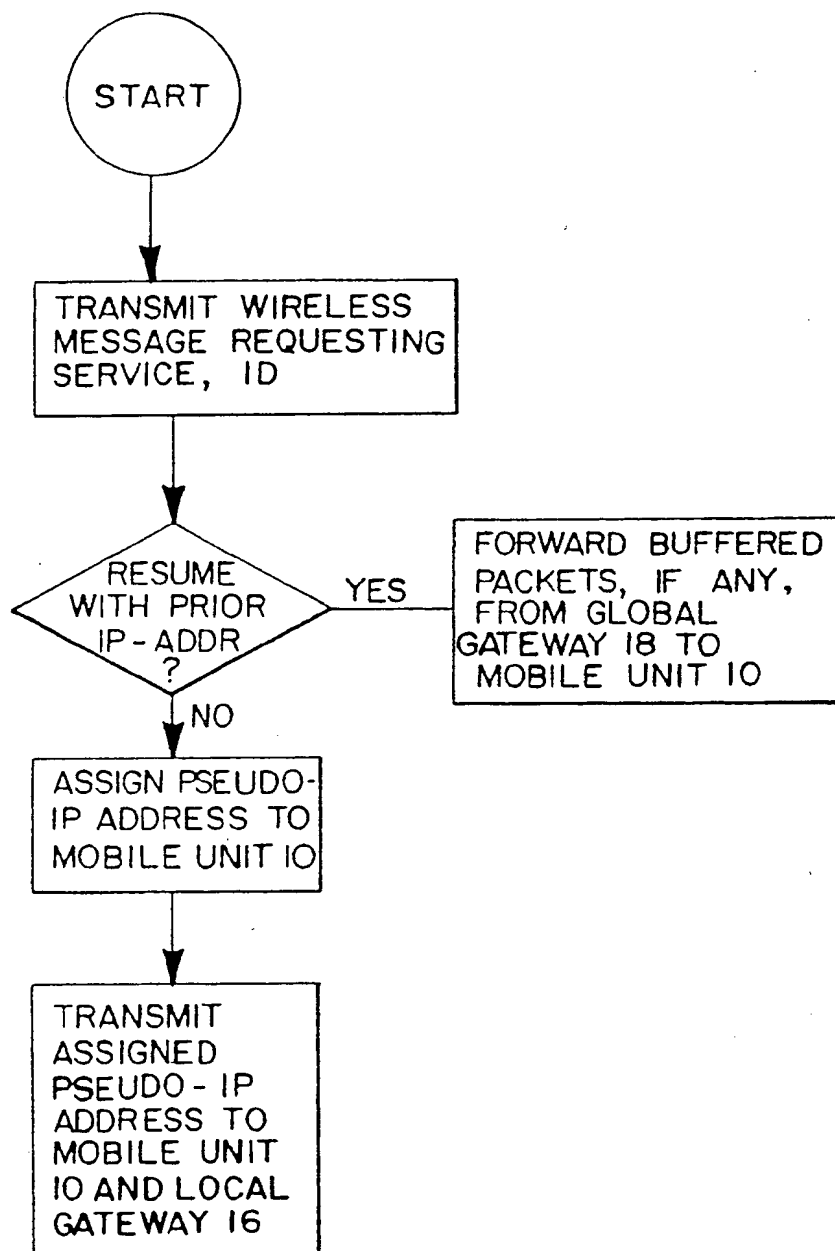 START
TRANSMIT WIRELESS
MESSAGE REQUESTING
SERVICE, ID
RESUME
WITH PRIOR
IP-ADDR
?
YES
FORWARD BUFFERED
PACKETS, IF ANY,
FROM GLOBAL
GATEWAY 18 TO
MOBILE UNIT 10
NO
ASSIGN PSEUDO-
IP ADDRESS TO
MOBILE UNIT 10
TRANSMIT
ASSIGNED
PSEUDO-IP
ADDRESS TO
MOBILE UNIT
10 AND LOCAL
GATEWAY 16